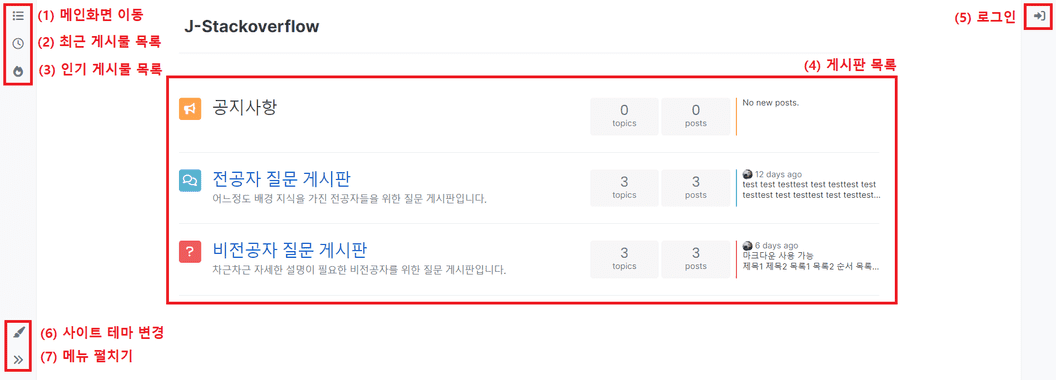 (1) 메인화면 이동
(2) 최근 게시물 목록
(3) 인기 게시물 목록
J-Stackoverflow
(5) 로그인
(4) 게시판 목록
공지사항
0
topics
0
posts
No new posts.
전공자 질문 게시판
어느정도 배경 지식을 가진 전공자들을 위한 질문 게시판입니다.
3
topics
3
posts
12 days ago
test test testtest test testtest test
testtest test testtest test testtest...
비전공자 질문 게시판
차근차근 자세한 설명이 필요한 비전공자를 위한 질문 게시판입니다.
3
topics
3
posts
6 days ago
마크다운 사용 가능
제목1 제목2 목록1 목록2 순서 목록...
(6) 사이트 테마 변경
(7) 메뉴 펼치기